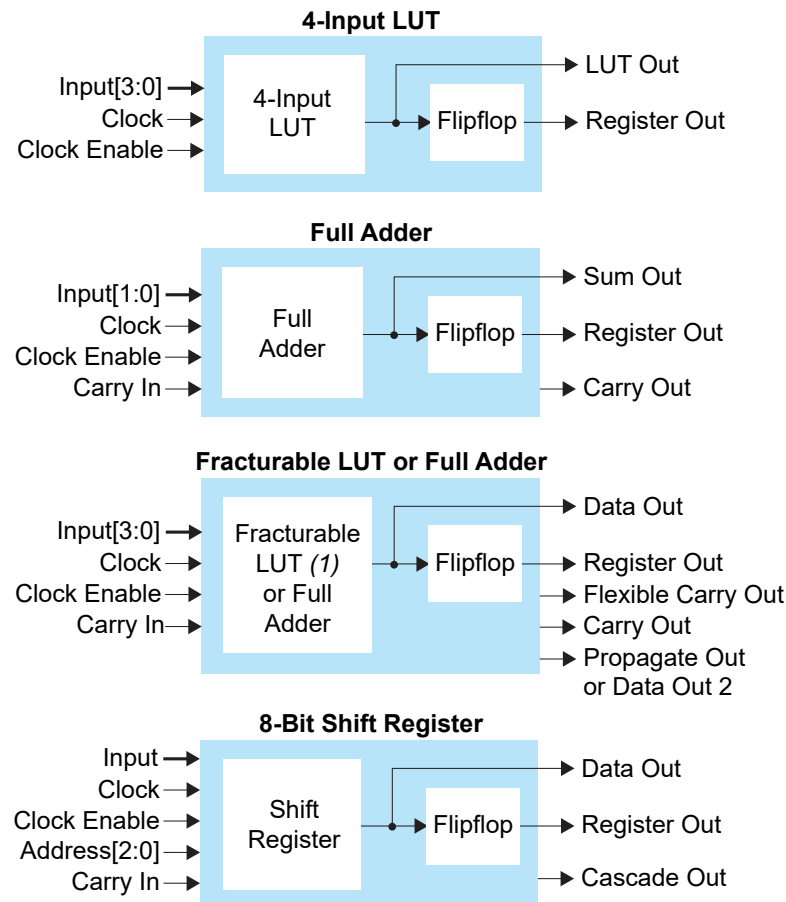 4-Input LUT
Input[3:0]
Clock
Clock Enable
4-Input
LUT
Flipflop
LUT Out
Register Out
Full Adder
Input[1:0]
Clock
Clock Enable
Carry In
Full
Adder
Flipflop
Sum Out
Register Out
Carry Out
Fracturable LUT or Full Adder
Input[3:0]
Clock
Clock Enable
Carry In
Fracturable
LUT (1)
or Full
Adder
Flipflop
Data Out
Register Out
Flexible Carry Out
Carry Out
Propagate Out
or Data Out 2
8-Bit Shift Register
Input
Clock
Clock Enable
Address[2:0]
Carry In
Shift
Register
Flipflop
Data Out
Register Out
Cascade Out